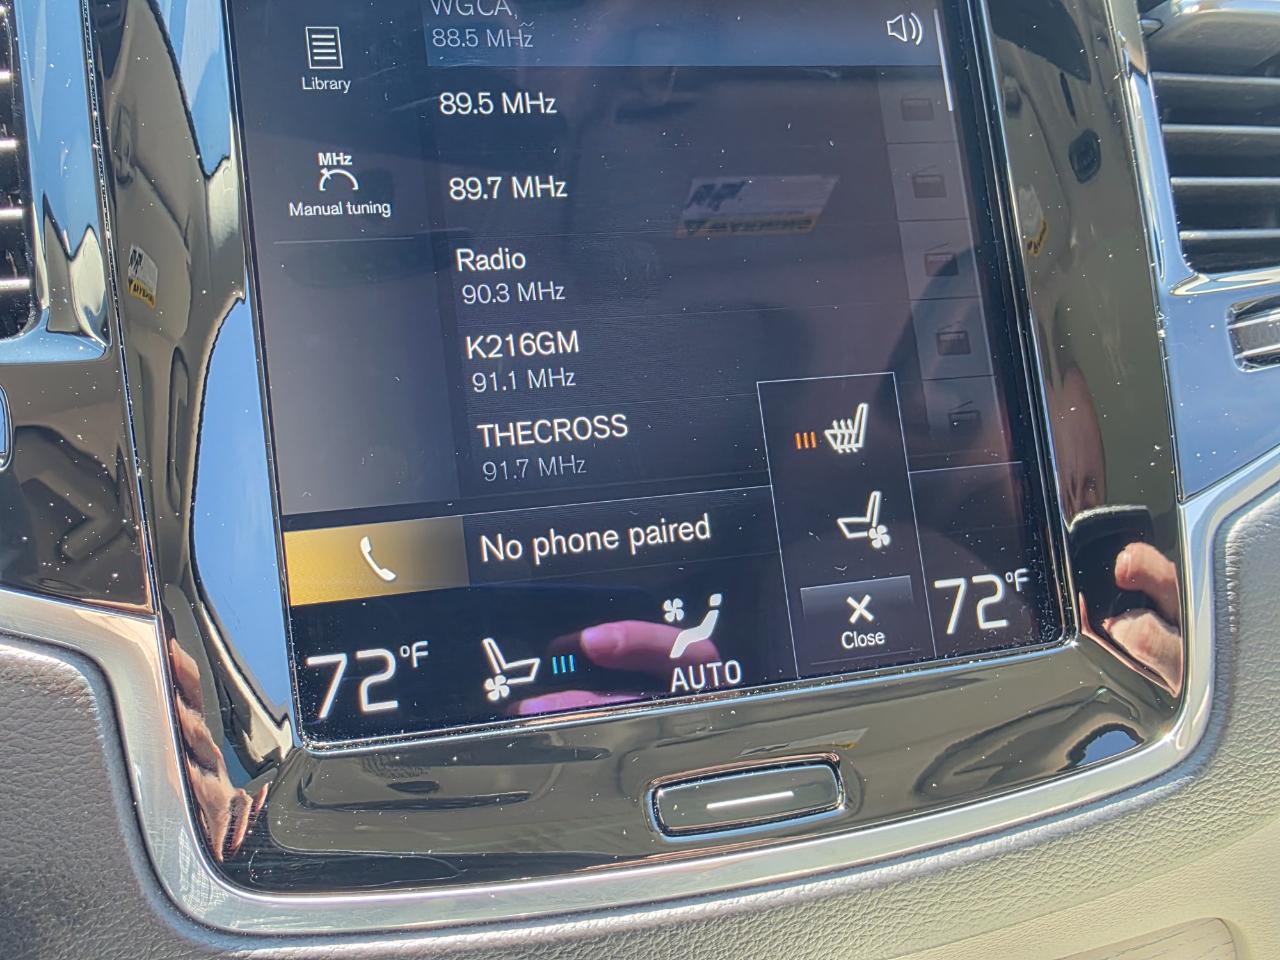 WGCA,
88.5 MHz
Library
89.5 MHz
MHz
Manual tuning
89.7 MHz
Radio
90.3 MHz
K216GM
91.1 MHz
THECROSS
91.7 MHz
No phone paired
72°F
AUTO
Close
72°F